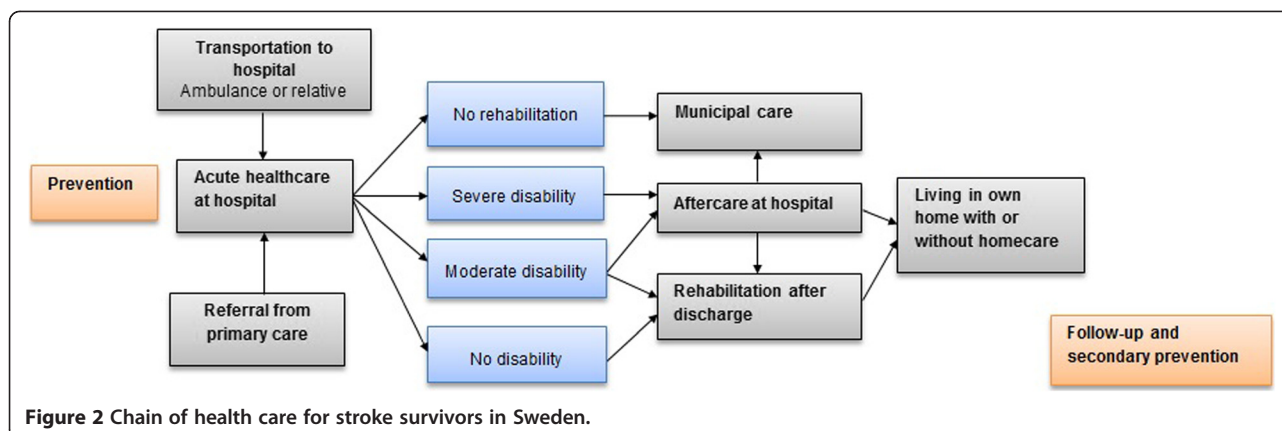 Transportation to
hospital
Ambulance or relative
Prevention
Acute healthcare
at hospital
Referral from
primary care
No rehabilitation
Severe disability
Moderate disability
No disability
Municipal care
Aftercare at hospital
Rehabilitation after
discharge
Living in own
home with or
without homecare
Follow-up and
secondary prevention
Figure 2 Chain of health care for stroke survivors in Sweden.